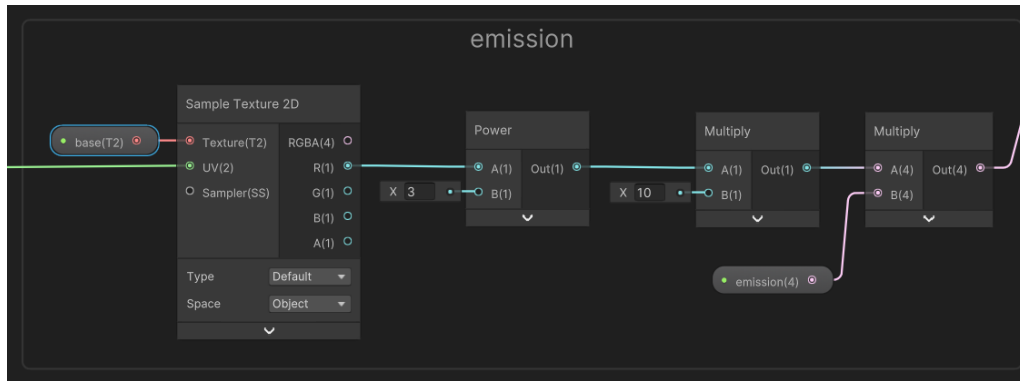 emission
Sample Texture 2D
base(T2)
Texture(T2)
RGBA(4)
UV(2)
R(1)
Sampler(SS)
G(1)
B(1)
A(1)
Type
Default
Space
Object
Power
A(1)
Out(1)
X 3
B(1)
Multiply
A(1)
Out(1)
X 10
B(1)
Multiply
A(4)
Out(4)
B(4)
emission(4)